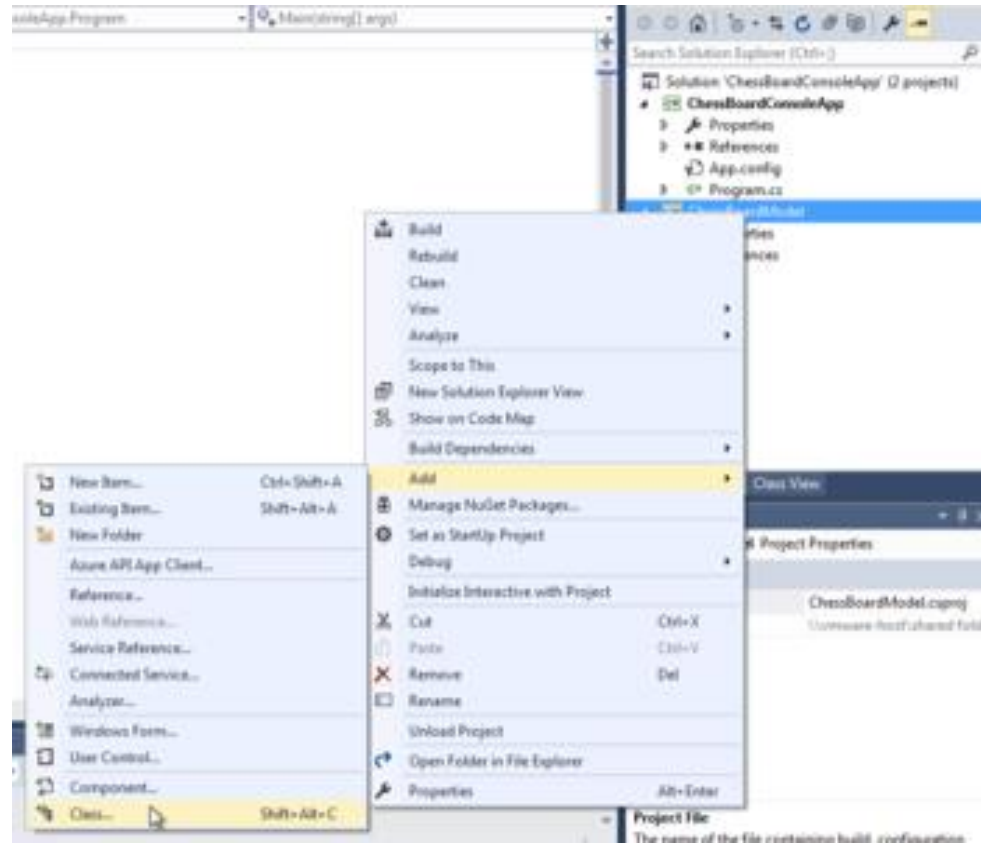 Main(string[] args)
Search Solution Explorer (Ctrl+;)
Solution 'ChessBoardConsoleApp' (2 projects)
ChessBoardConsoleApp
Properties
References
App.config
Program.cs
ChessBoardModel
Build
Rebuild
Clean
View
Analyze
Scope to This
New Solution Explorer View
Show on Code Map
Build Dependencies
Add
Manage NuGet Packages...
Set as StartUp Project
Debug
Initialize Interactive with Project
Cut Ctrl+X
Paste Ctrl+V
Remove Del
Rename
Unload Project
Open Folder in File Explorer
Properties Alt+Enter
New Item... Ctrl+Shift+A
Existing Item... Shift+Alt+A
New Folder
Azure API App Client...
Reference...
Web Reference...
Service Reference...
Connected Service...
Analyzer...
Windows Form...
User Control...
Component...
Class... Shift+Alt+C
Class View
Project Properties
ChessBoardModel.csproj
Project File
The name of the file containing build, configuration